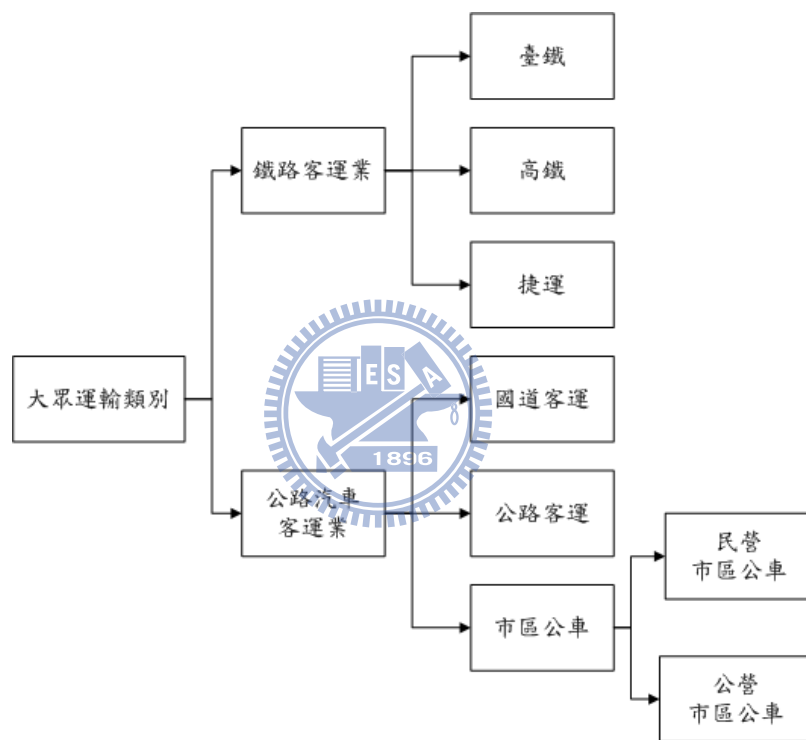 臺鐵
鐵路客運業
高鐵
捷運
大眾運輸類別
國道客運
公路汽車
客運業
公路客運
市區公車
民營
市區公車
公營
市區公車
E S A
1896